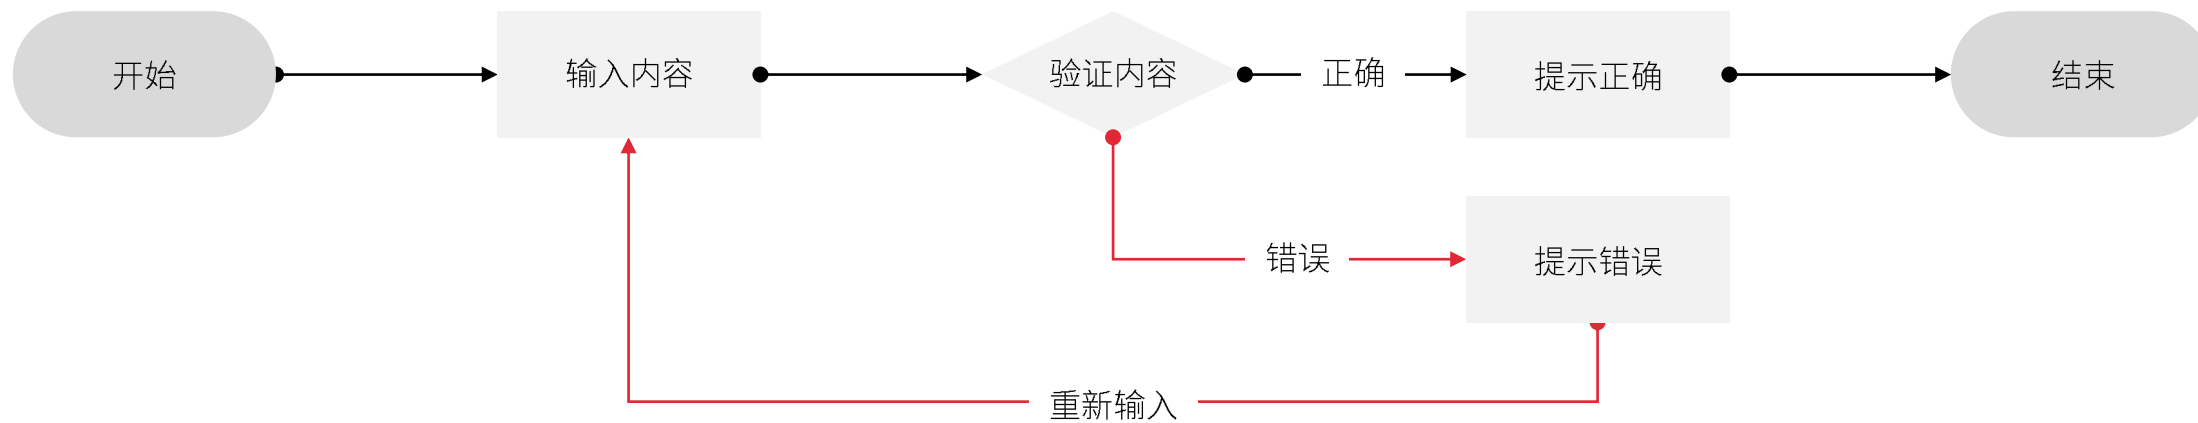 开始
输入内容
验证内容
正确
提示正确
结束
错误
提示错误
重新输入